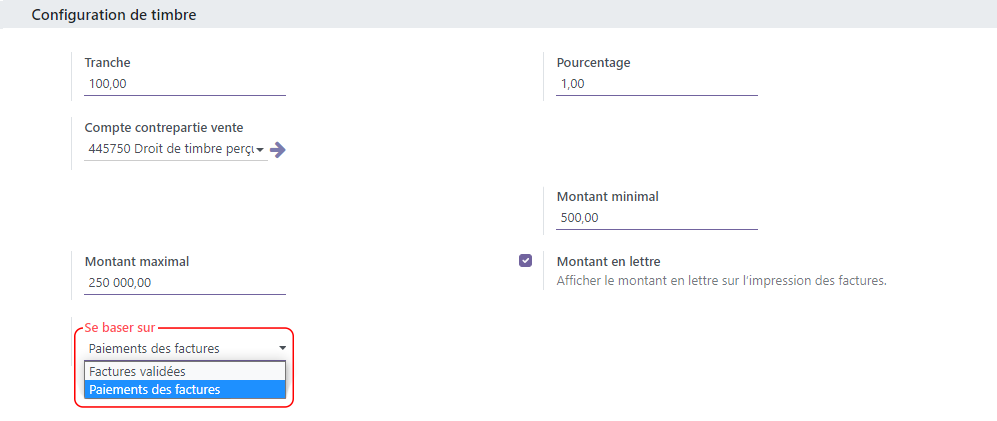 Configuration de timbre
Tranche
100,00
Pourcentage
1,00
Compte contrepartie vente
445750 Droit de timbre perçu
Montant minimal
500,00
Montant maximal
250 000,00
Montant en lettre
Afficher le montant en lettre sur l'impression des factures.
Se baser sur
Paiements des factures
Factures validées
Paiements des factures